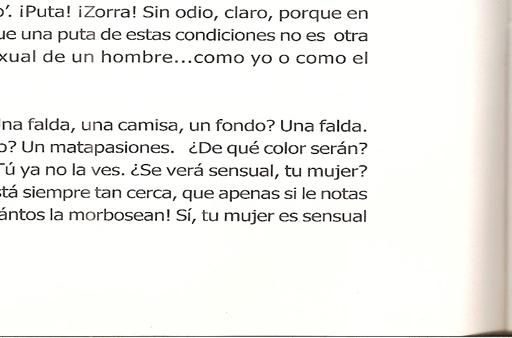 o’. ¡Puta! ¡Zorra! Sin odio, claro, porque en
ue una puta de estas condiciones no es otra
xual de un hombre...como yo o como el
na falda, una camisa, un fondo? Una falda.
o? Un matapasiones. ¿De qué color serán?
Tú ya no la ves. ¿Se verá sensual, tu mujer?
stá siempre tan cerca, que apenas si le notas
ántos la morbosean! Sí, tu mujer es sensual